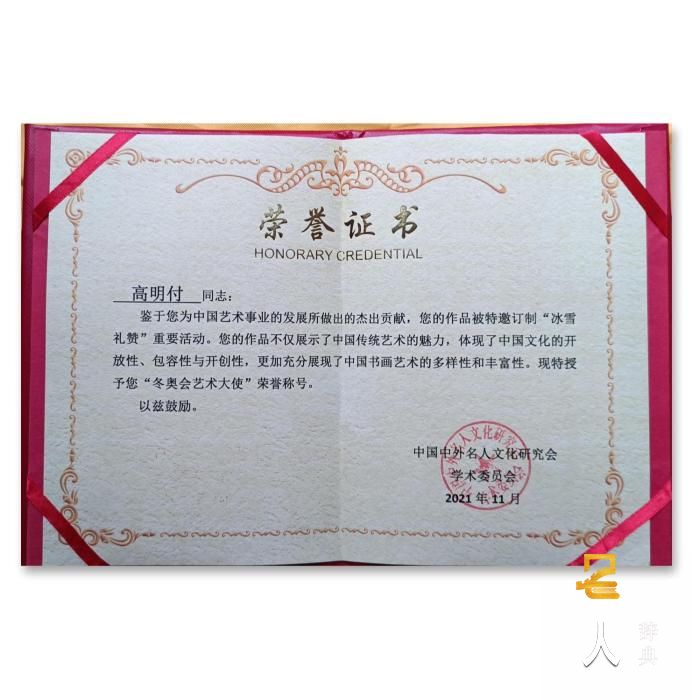 荣誉证书
HONORARY CREDENTIAL
高明付 同志：
鉴于您为中国艺术事业的发展所做出的杰出贡献，您的作品被特邀订制“冰雪
礼赞”重要活动。您的作品不仅展示了中国传统艺术的魅力，体现了中国文化的开
放性、包容性与开创性，更加充分展现了中国书画艺术的多样性和丰富性。现特授
予您“冬奥会艺术大使”荣誉称号。
以兹鼓励。
中国中外名人文化研究会
学术委员会
2021 年 11 月
名人
辞典